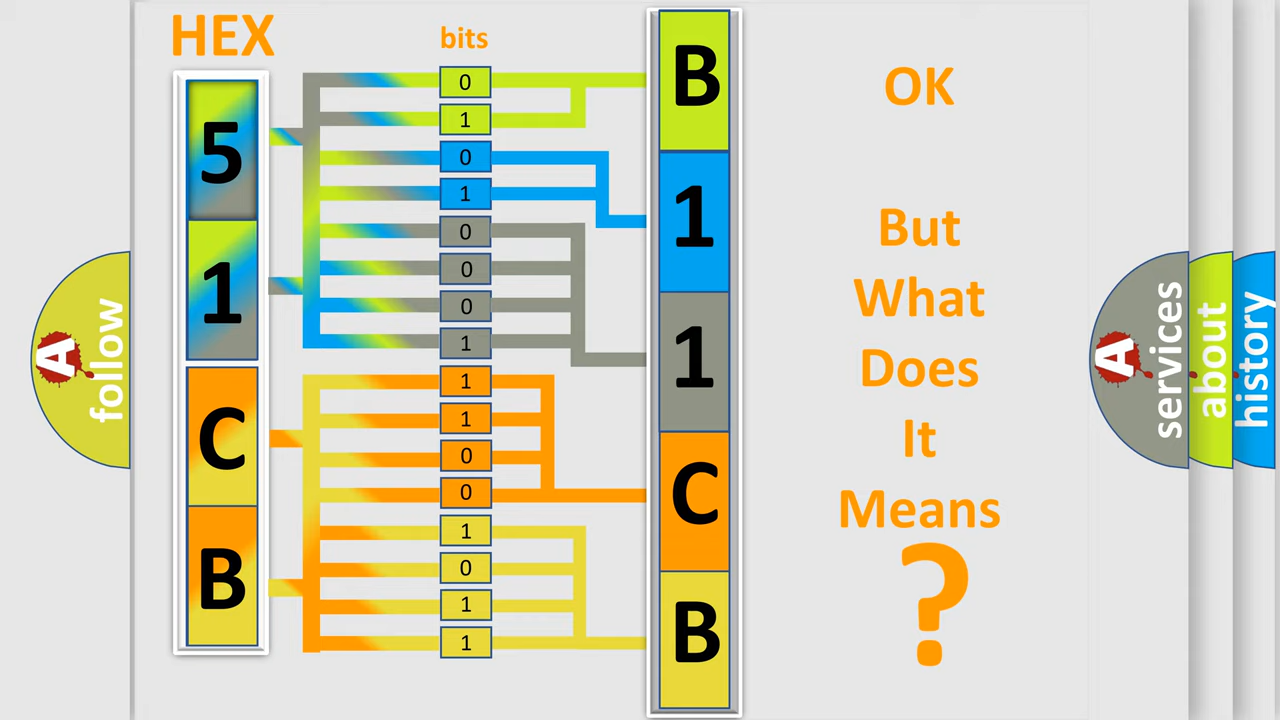 HEX
bits
5
1
C
B
0
1
0
1
0
0
0
1
1
1
0
0
1
0
1
1
B
1
1
C
B
OK
But
What
Does
It
Means
?
A
follow
A
services
about
history